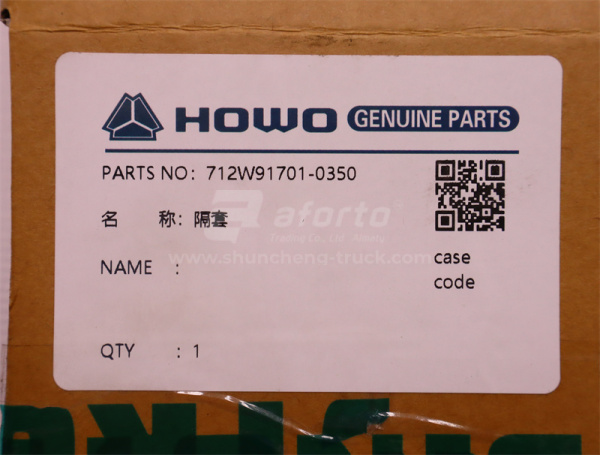 HOWO GENUINE PARTS
PARTS NO: 712W91701-0350
名 称: 隔套
aforto®
www.shuncheng-truck.com
NAME :
case
code
QTY : 1